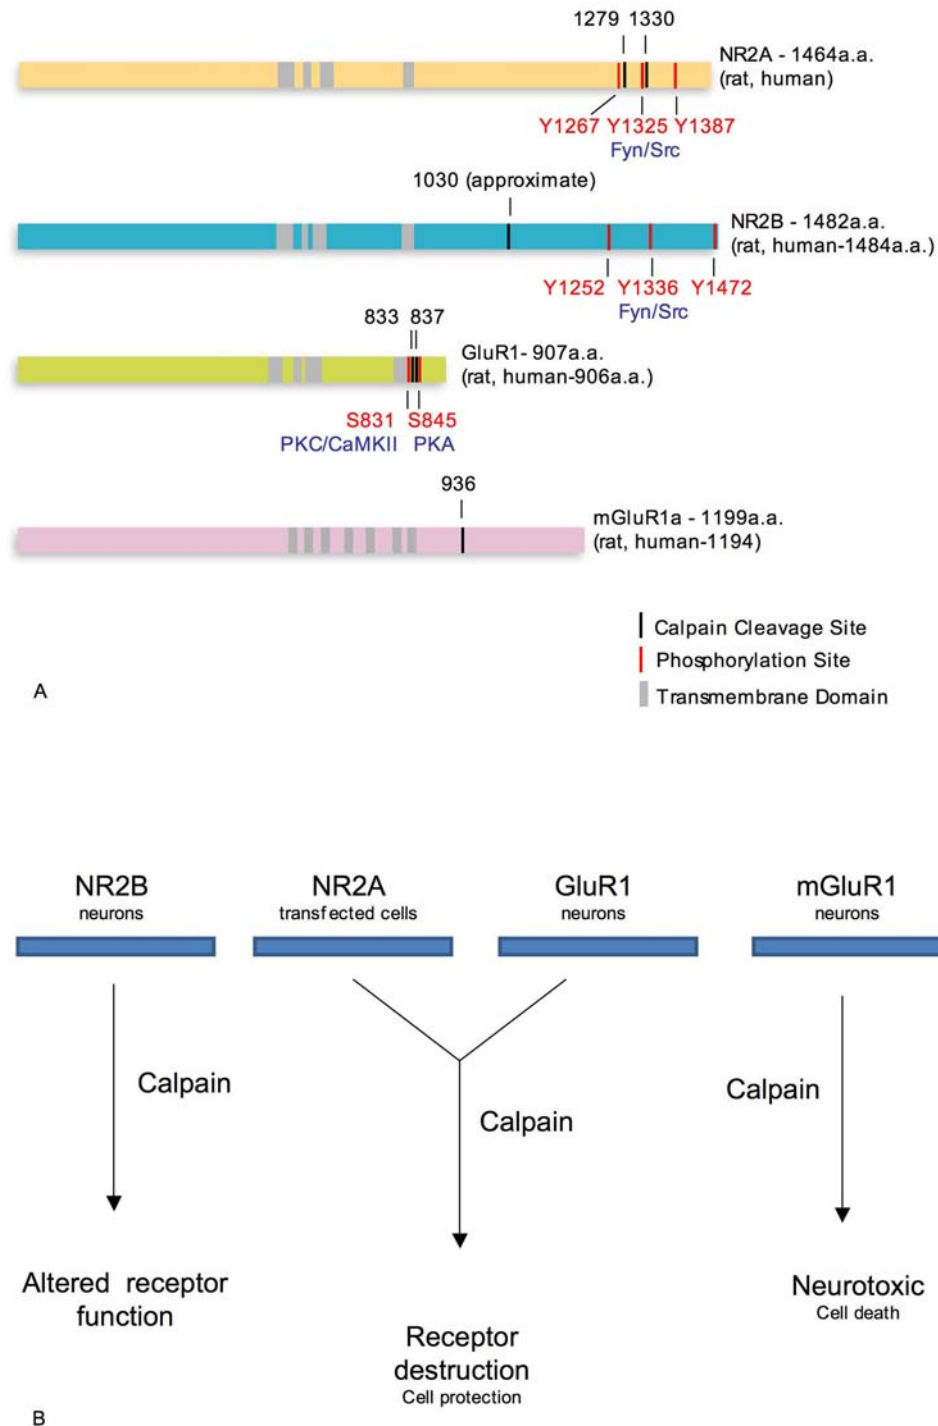 1279 1330
NR2A - 1464a.a.
(rat, human)
Y1267 Y1325 Y1387
Fyn/Src
1030 (approximate)
NR2B - 1482a.a.
(rat, human-1484a.a.)
Y1252 Y1336 Y1472
Fyn/Src
833 837
GluR1- 907a.a.
(rat, human-906a.a.)
S831 S845
PKC/CaMKII PKA
936
mGluR1a - 1199a.a.
(rat, human-1194)
Calpain Cleavage Site
Phosphorylation Site
Transmembrane Domain
A
NR2B NR2A GluR1 mGluR1
neurons transfected cells neurons neurons
Calpain Calpain Calpain
Altered receptor
function
Neurotoxic
Cell death
Receptor
destruction
Cell protection
B